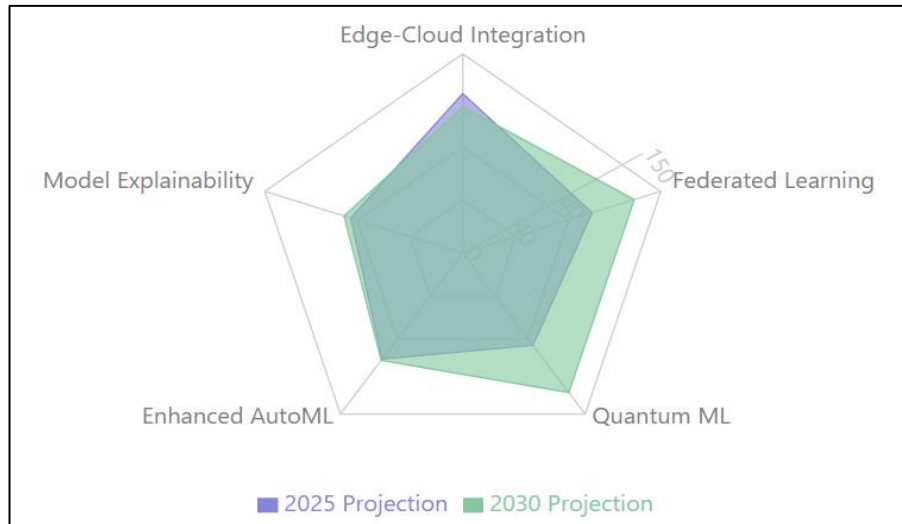 Edge-Cloud Integration
150
Model Explainability
Federated Learning
0
Enhanced AutoML
Quantum ML
2025 Projection
2030 Projection